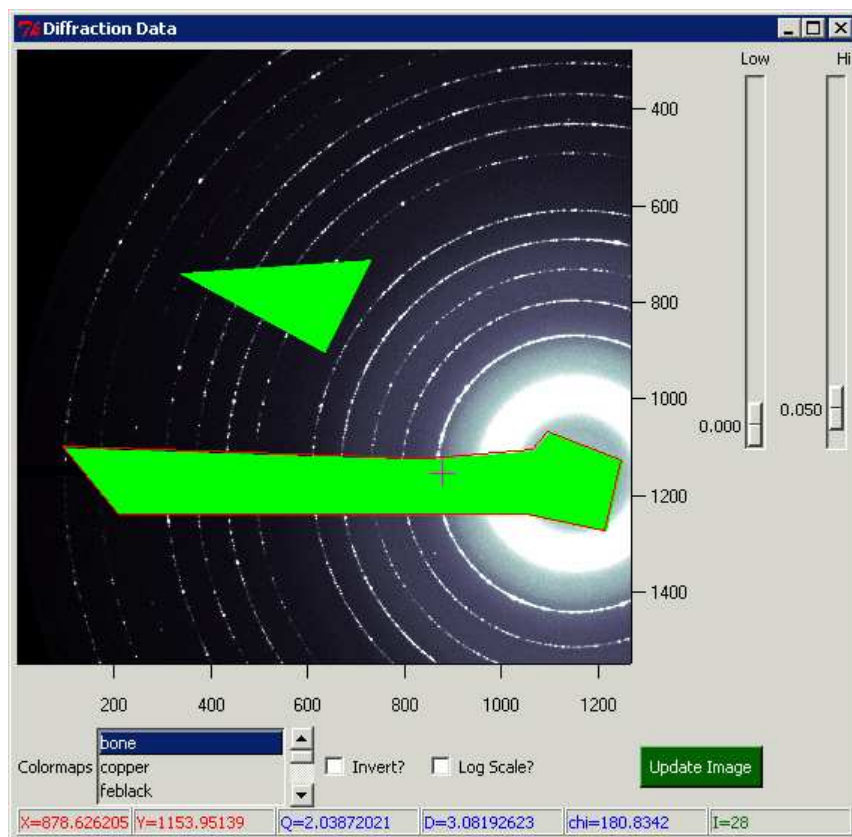 Diffraction Data
Low Hi
400
600
800
1000
1200
1400
0.000 0.050
200 400 600 800 1000 1200
Colormaps bone
copper
feblack
Invert? Log Scale? Update Image
X=878.626205 Y=1153.95139 Q=2.03872021 D=3.08192623 chi=180.8342 I=28